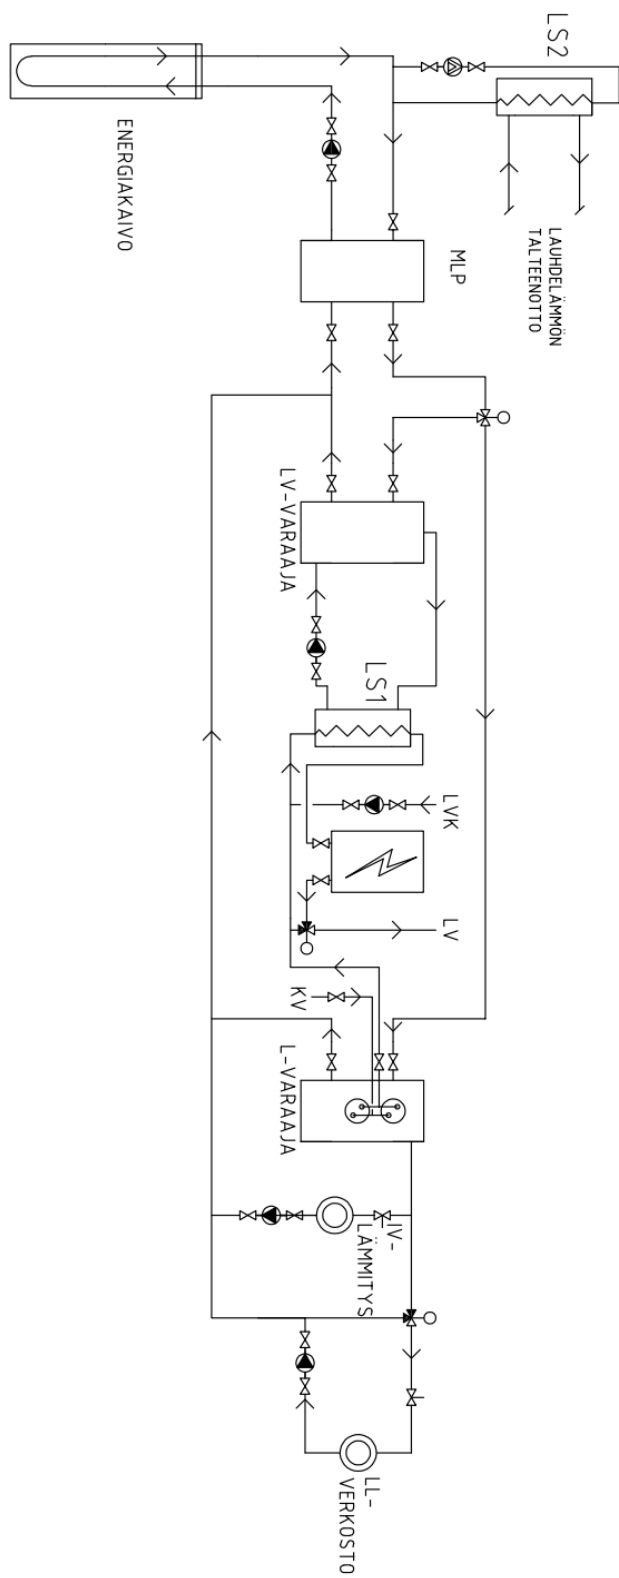 LS2
ENERGIAKAIVO
LAUHDELÄMMÖN
TALTEENOTTO
MLP
LV-VARAAJA
LS1
LVK
LV
KV
L-VARAAJA
IV-
LÄMMITYS
LL-
VERKOSTO